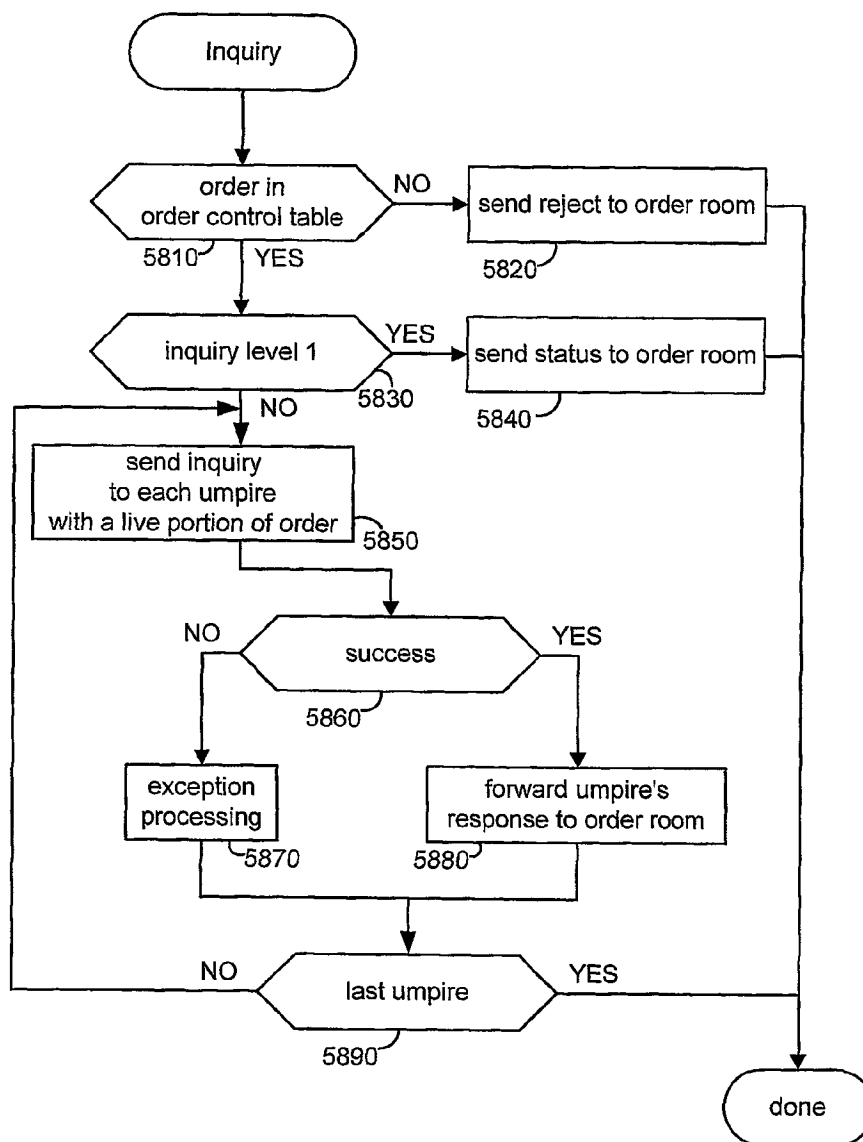 Inquiry
order in
order control table
NO
send reject to order room
5810
YES
5820
inquiry level 1
YES
send status to order room
5830
NO
5840
send inquiry
to each umpire
with a live portion of order
5850
NO
success
YES
5860
exception
processing
forward umpire's
response to order room
5870
5880
NO
last umpire
YES
5890
done